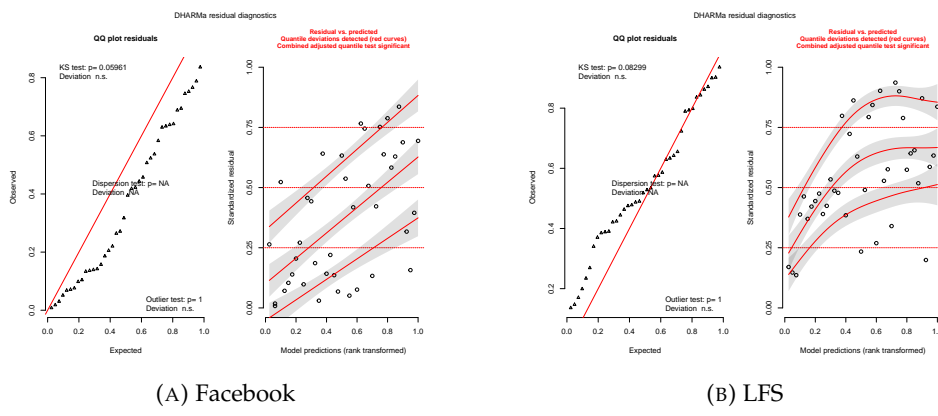 DHARMa residual diagnostics
QQ plot residuals
KS test: p= 0.05961
Deviation n.s.
Dispersion test: p= NA
Deviation NA
Outlier test: p= 1
Deviation n.s.
Observed
0.0
0.2
0.4
0.6
0.8
0.0 0.2 0.4 0.6 0.8 1.0
Expected
Residual vs. predicted
Quantile deviations detected (red curves)
Combined adjusted quantile test significant
Standardized residual
0.00
0.25
0.50
0.75
1.00
0.0 0.2 0.4 0.6 0.8 1.0
Model predictions (rank transformed)
(A) Facebook
DHARMa residual diagnostics
QQ plot residuals
KS test: p= 0.08299
Deviation n.s.
Dispersion test: p= NA
Deviation NA
Outlier test: p= 1
Deviation n.s.
Observed
0.2
0.4
0.6
0.8
0.0 0.2 0.4 0.6 0.8 1.0
Expected
Residual vs. predicted
Quantile deviations detected (red curves)
Combined adjusted quantile test significant
Standardized residual
0.00
0.25
0.50
0.75
1.00
0.0 0.2 0.4 0.6 0.8 1.
Model predictions (rank transformed)
(B) LFS